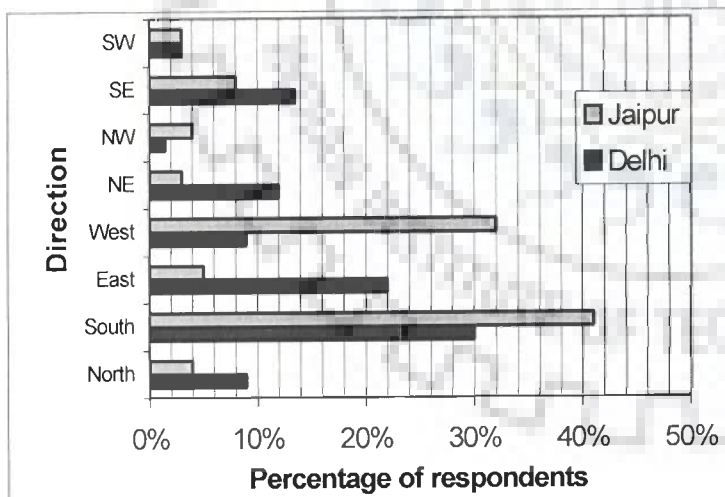 SW
SE
NW
NE
West
East
South
North
Direction
Jaipur
Delhi
0% 10% 20% 30% 40% 50%
Percentage of respondents